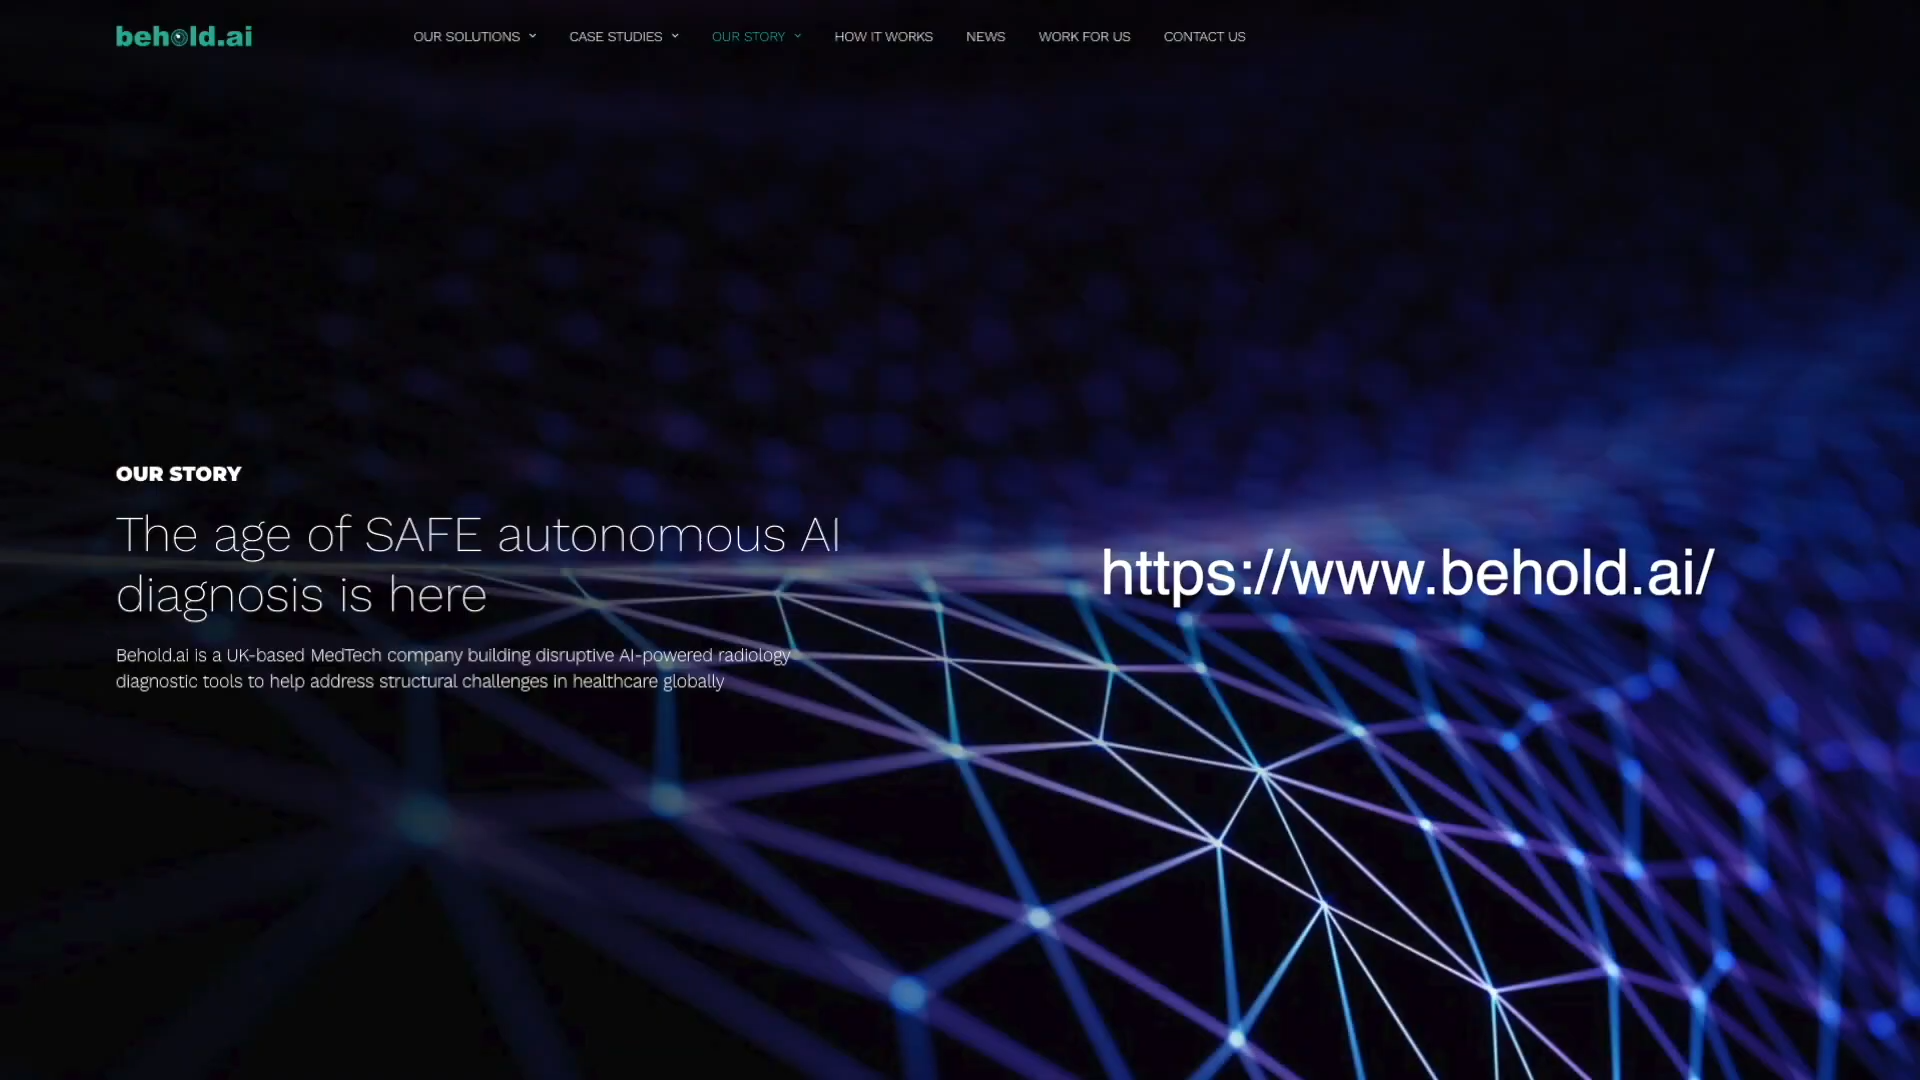 behold.ai
OUR SOLUTIONS
CASE STUDIES
OUR STORY
HOW IT WORKS
NEWS
WORK FOR US
CONTACT US
OUR STORY
The age of SAFE autonomous AI
diagnosis is here
Behold.ai is a UK-based MedTech company building disruptive AI-powered radiology
diagnostic tools to help address structural challenges in healthcare globally
https://www.behold.ai/